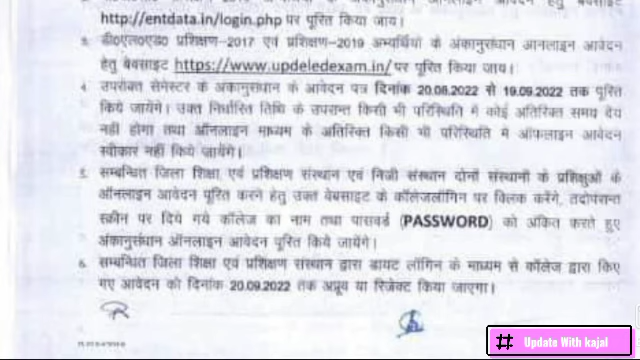 http://entdata.in/login.php पर पूरित किया जाय।
3. डी०एल०एड० प्रशिक्षण-2017 एवं प्रशिक्षण-2019 अभ्यर्थियों के अंकानुसंधान आनलाइन आवेदन
हेतु वेबसाइट https://www.updeledexam.in/ पर पूरित किया जाय।
4. उपरोक्त सेमेस्टर के अंकानुसंधान के आवेदन पत्र दिनांक 20.08.2022 से 19.09.2022 तक पूरित
किये जायेंगे। उक्त निर्धारित तिथि के उपरान्त किसी भी परिस्थिति मे कोई अतिरिक्त समय देय
नही होगा तथा ऑनलाइन माध्यम के अतिरिक्त किसी भी परिस्थिति मे ऑफलाइन आवेदन
स्वीकार नहीं किये जायेंगे।
5. सम्बन्धित जिला शिक्षा एवं प्रशिक्षण संस्थान एवं निजी संस्थान दोनों संस्थानों के प्रशिक्षुओं के
ऑनलाइन आवेदन पूरित करने हेतु उक्त वेबसाइट के कॉलेजलॉगिन पर क्लिक करेंगे, तदोपरान्त
स्क्रीन पर दिये गये कॉलेज का नाम तथा पासवर्ड (PASSWORD) को अंकित करते हुए
अंकानुसंधान ऑनलाइन आवेदन पूरित किये जायेंगे।
6. सम्बन्धित जिला शिक्षा एवं प्रशिक्षण संस्थान द्वारा डायट लॉगिन के माध्यम से कॉलेज द्वारा किए
गए आवेदन को दिनांक 20.09.2022 तक अप्रूव या रिजेक्ट किया जाएगा।
# Update With kajal